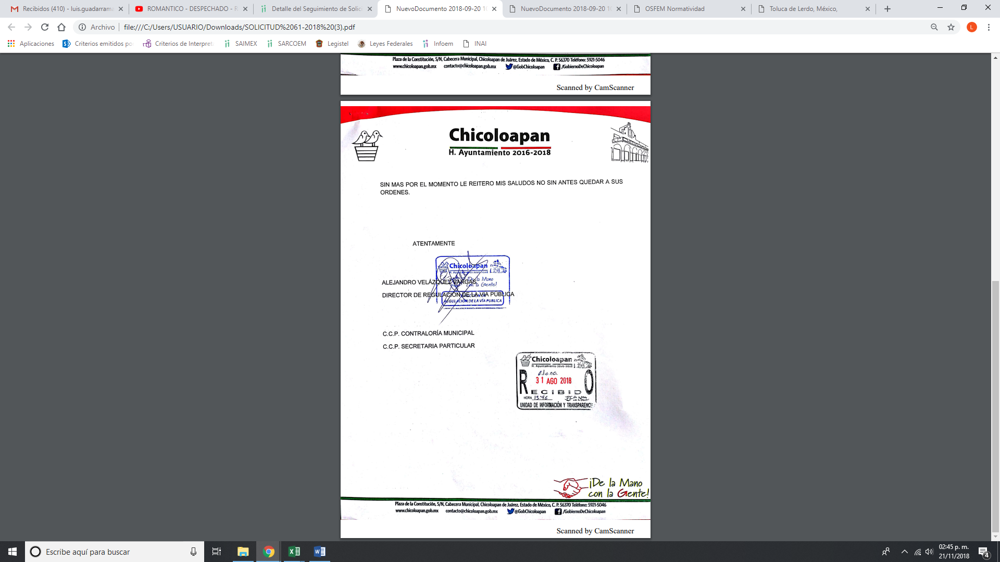 Recibidos (410) - luis.guadarrama
ROMANTICO - DESPECHADO - R
Detalle del Seguimiento de Solici
NuevoDocumento 2018-09-20 10
NuevoDocumento 2018-09-20 10
OSFEM Normatividad
Toluca de Lerdo, México,
Archivo
file:///C:/Users/USUARIO/Downloads/SOLICITUD%2061-2018%20(3).pdf
L
Aplicaciones
Criterios emitidos po
Criterios de Interpret
SAIMEX
SARCOEM
Legistel
Leyes Federales
Infoem
INAI
Plaza de la Constitución, S/N, Cabecera Municipal, Chicoloapan de Juárez, Estado de México, C. P. 56370 Teléfono: 5921-5046
www.chicoloapan.gob.mx contacto@chicoloapan.gob.mx @GobChicoloapan /GobiernoDeChicoloapan
Scanned by CamScanner
Chicoloapan
H. Ayuntamiento 2016-2018
SIN MAS POR EL MOMENTO LE REITERO MIS SALUDOS NO SIN ANTES QUEDAR A SUS
ORDENES.
ATENTAMENTE
Chicoloapan
H. Ayuntamiento 2016-2018
¡De la Mano
con la Gente!
ALEJANDRO VELÁZQUEZ VARGAS
DIRECTOR DE REGULACIÓN DE LA VIA PÚBLICA
REGULACIÓN DE LA VÍA PUBLICA
C.C.P. CONTRALORÍA MUNICIPAL
C.C.P. SECRETARIA PARTICULAR
Chicoloapan
H. Ayuntamiento 2016-2018
31 AGO 2018
RECIBIDO
HORA 13:46
UNIDAD DE INFORMACIÓN Y TRANSPARENCI
¡De la Mano
con la Gente!
Plaza de la Constitución, S/N, Cabecera Municipal, Chicoloapan de Juárez, Estado de México, C. P. 56370 Teléfono: 5921-5046
www.chicoloapan.gob.mx contacto@chicoloapan.gob.mx @GobChicoloapan /GobiernoDeChicoloapan
Scanned by CamScanner
Escribe aquí para buscar
02:45 p. m.
21/11/2018
4